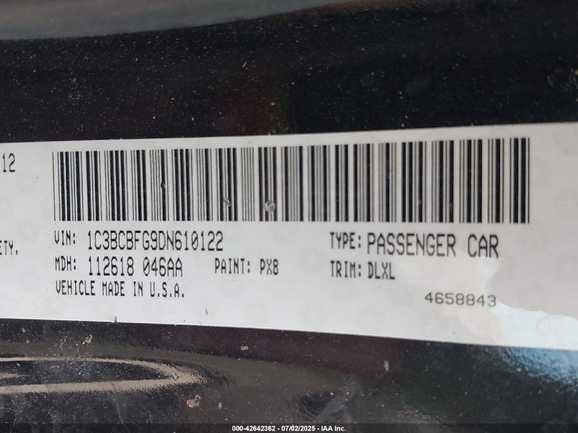 12
ETY.
VIN: 1C3BCBFG9DN610122
TYPE: PASSENGER CAR
MDH: 112618 046AA
PAINT: PX8
TRIM: DLXL
VEHICLE MADE IN U.S.A.
4658843
000-42642362 - 07/02/2025 - IAA Inc.